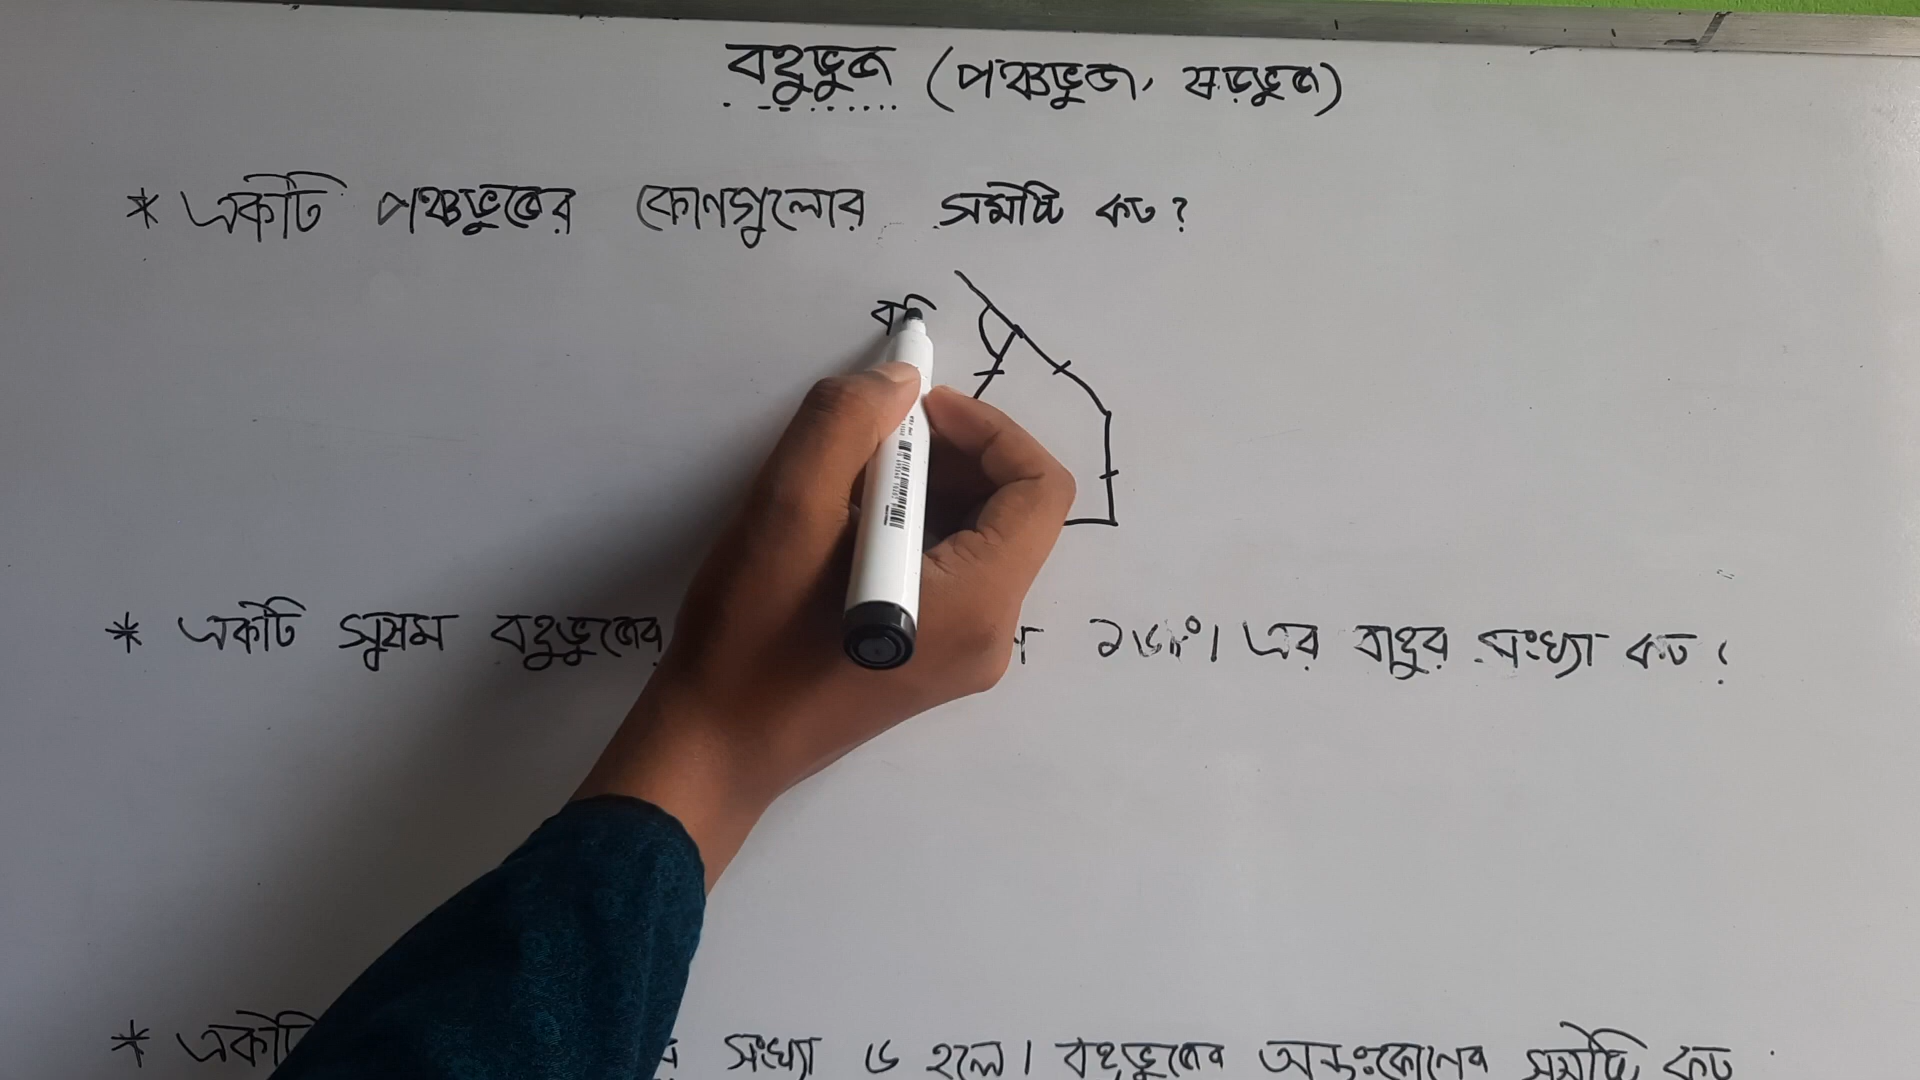 বহুভুজ (পঞ্চভুজ, ষড়ভুজ)
* একটি পঞ্চভুজের কোণগুলোর সমষ্টি কত?
* একটি সুষম বহুভুজের এর বাহুর সংখ্যা কত?
* একটি সংখ্যা ৬ হলে। বহুভুজের অন্তঃকোণের সমষ্টি কত